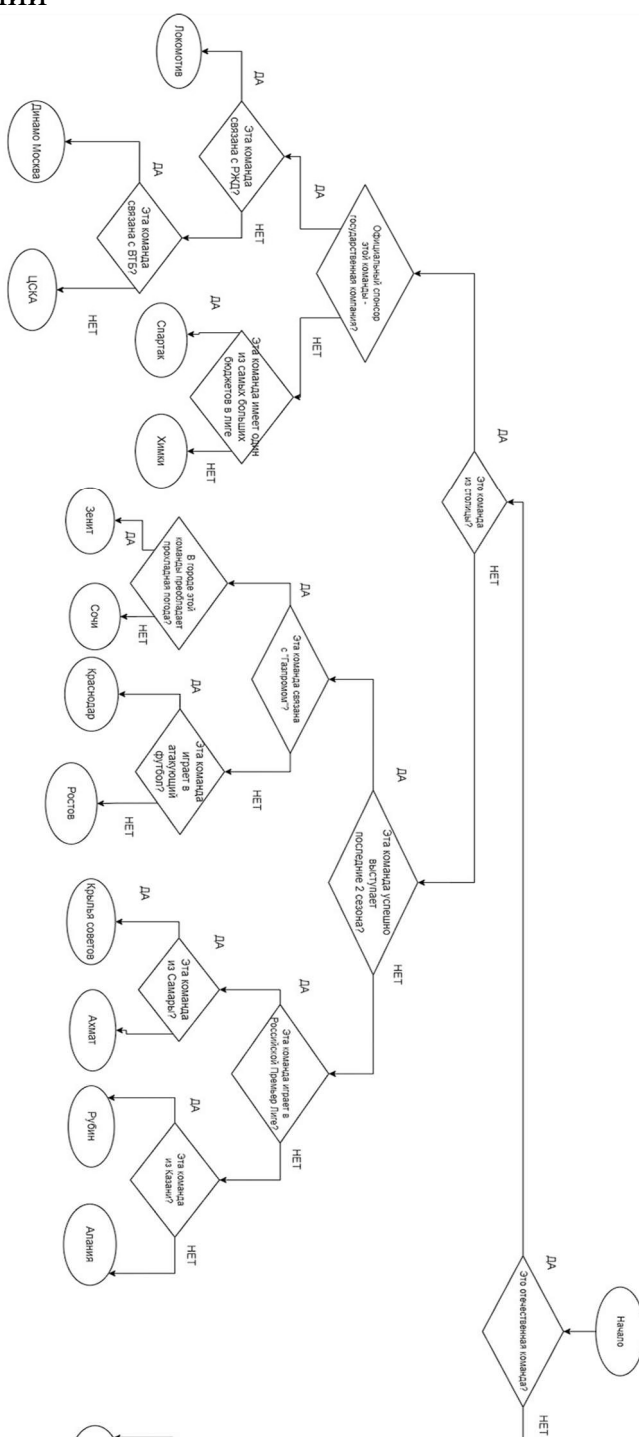 нии
Начало
Это отечественная команда?
ДА
НЕТ
Это команда
из столицы?
ДА
НЕТ
Официальный спонсор
этой команды -
государственная компания?
ДА
НЕТ
Эта команда
связана с РЖД?
ДА
НЕТ
Локомотив
Эта команда
связана с ВТБ?
ДА
НЕТ
Динамо Москва
ЦСКА
Эта команда имеет один
из самых больших
бюджетов в лиге
ДА
НЕТ
Спартак
Химки
Эта команда успешно
выступает
последние 2 сезона?
ДА
НЕТ
Эта команда связана
с "Газпромом"?
ДА
НЕТ
В городе этой
команды преобладает
прохладная погода?
ДА
НЕТ
Зенит
Сочи
Эта команда
играет в
атакующий
футбол?
ДА
НЕТ
Краснодар
Ростов
Эта команда играет в
Российской Премьер Лиге?
ДА
НЕТ
Эта команда
из Самары?
ДА
ДА
Крылья советов
Ахмат
Эта команда
из Казани?
ДА
НЕТ
Рубин
Алания